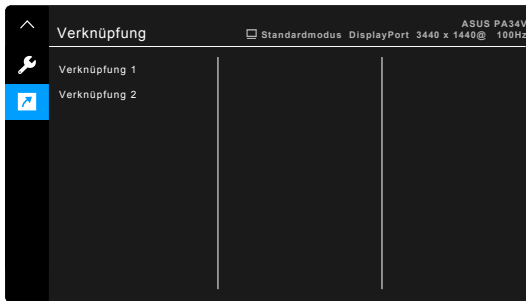 ASUS PA34V
Verknüpfung
Standardmodus DisplayPort 3440 x 1440@ 100Hz
Verknüpfung 1
Verknüpfung 2